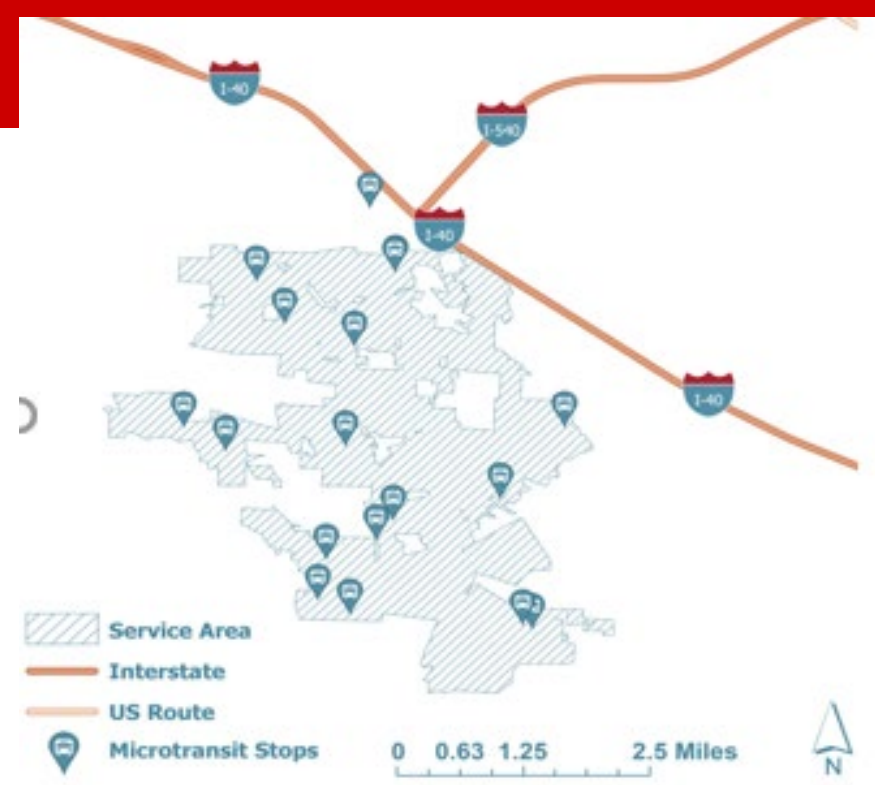 I-40
I-540
I-40
I-40
Service Area
Interstate
US Route
Microtransit Stops
0 0.63 1.25 2.5 Miles
N